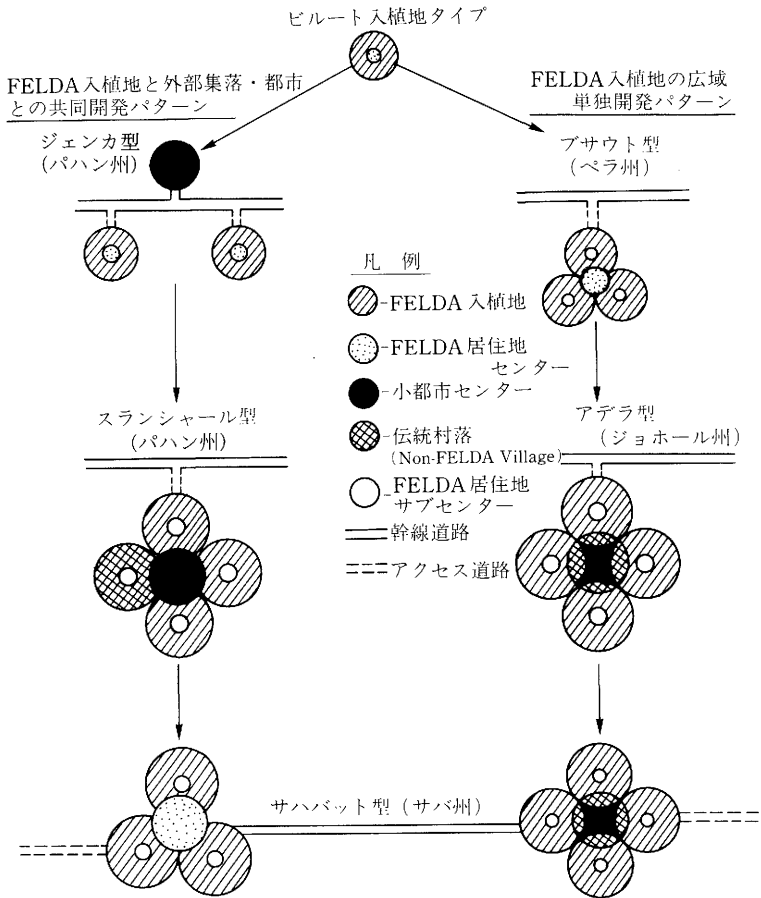 ビルート入植地タイプ
FELDA入植地と外部集落・都市
との共同開発パターン
FELDA入植地の広域
単独開発パターン
ジェンカ型
(パハン州)
ブサウト型
(ペラ州)
凡 例
-FELDA入植地
-FELDA居住地
センター
-小都市センター
-伝統村落
(Non-FELDA Village)
-FELDA居住地
サブセンター
幹線道路
アクセス道路
スランシャール型
(パハン州)
アデラ型
(ジョホール州)
サハバット型(サバ州)